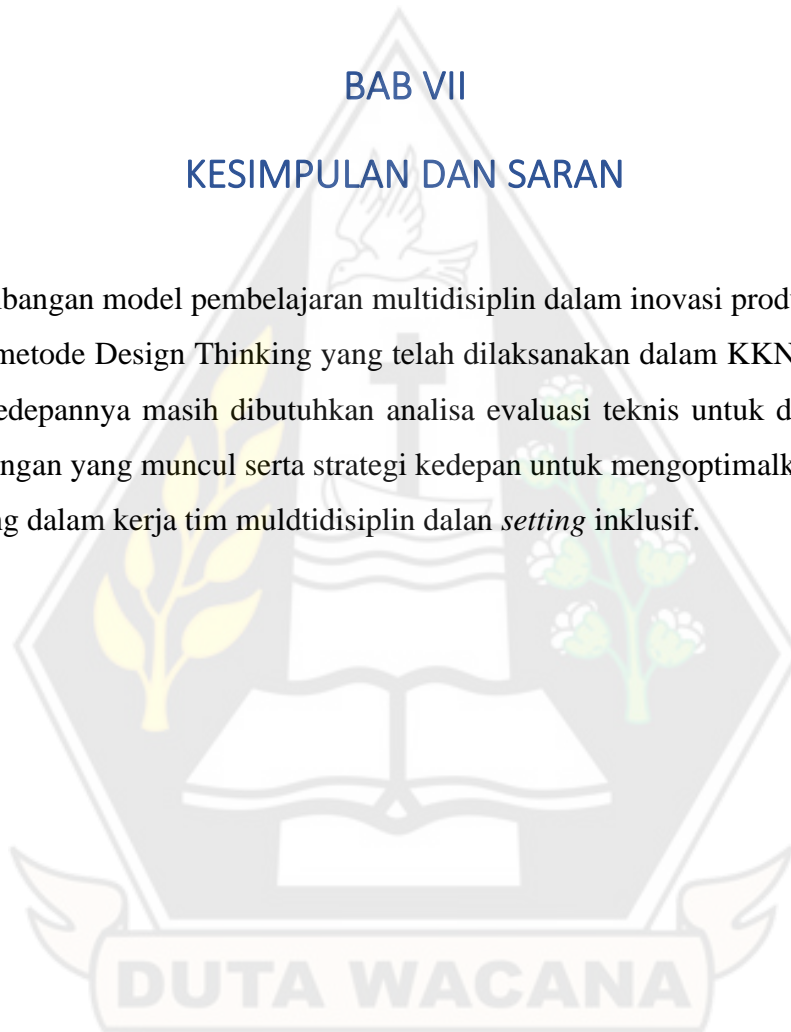 BAB VII
KESIMPULAN DAN SARAN
bangan model pembelajaran multidisiplin dalam inovasi prod
metode Design Thinking yang telah dilaksanakan dalam KKN
edepannya masih dibutuhkan analisa evaluasi teknis untuk d
ngan yang muncul serta strategi kedepan untuk mengoptimalk
g dalam kerja tim muldtidisiplin dalan setting inklusif.
DUTA WACANA